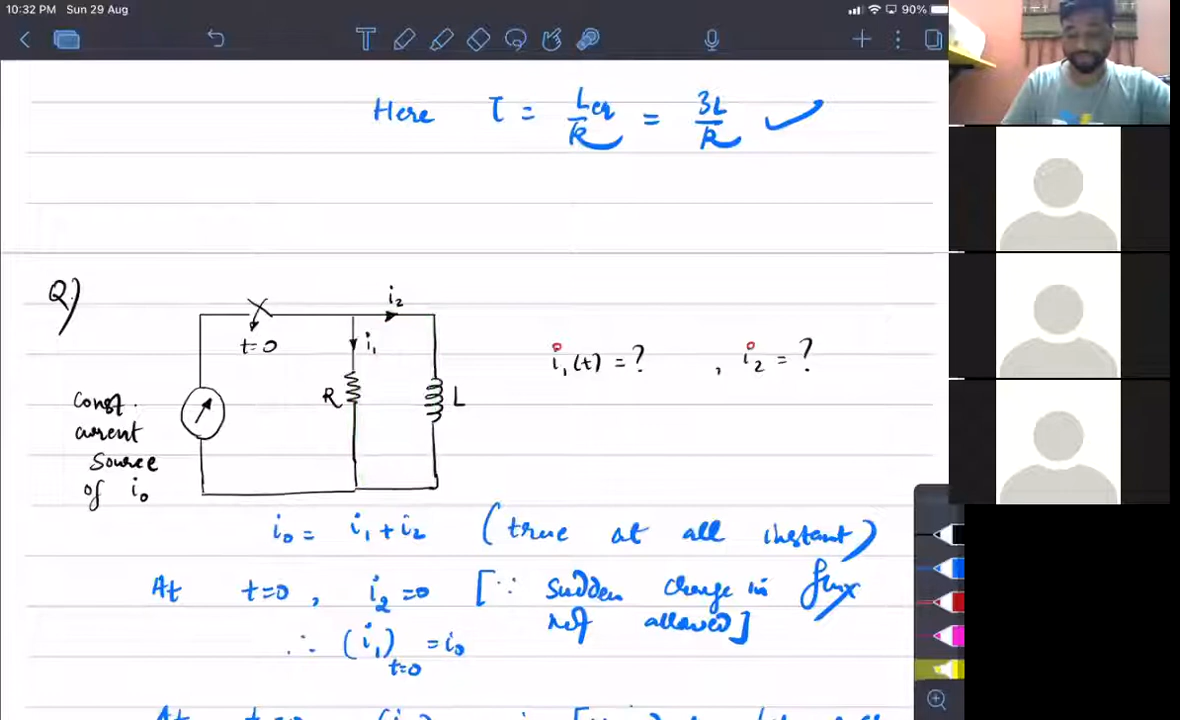 10:32 PM Sun 29 Aug 90%
Here τ = Leq/R = 3L/R
Q)
i₂
t=0
i₁
R
L
i₁(t) = ? , i₂ = ?
Const.
current
source
of i₀
i₀ = i₁ + i₂ (true at all instant)
At t=0, i₂=0 [∵ sudden change in flux
not allowed]
∴ (i₁)t=0 = i₀